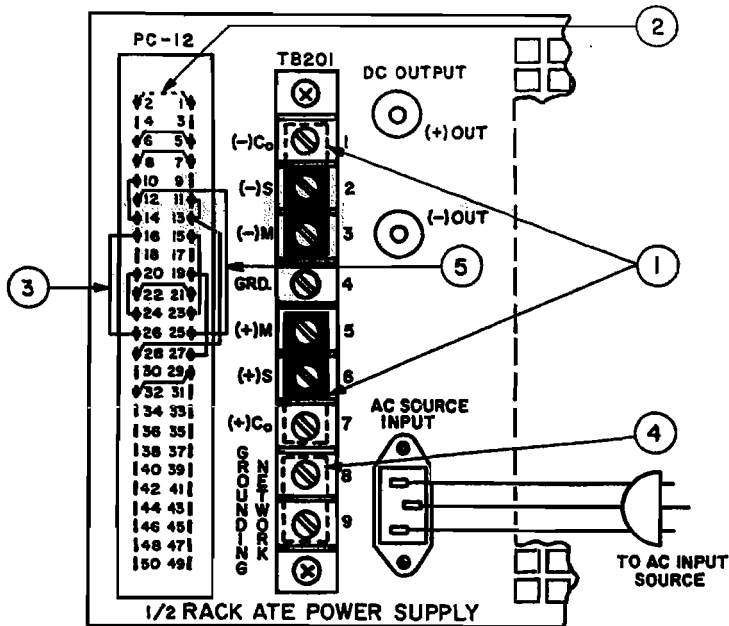 PC-12
TB201
DC OUTPUT
(+) OUT
(-) OUT
2
1
3
5
4
2 1
4 3
6 5
8 7
10 9
12 11
14 13
16 15
18 17
20 19
22 21
24 23
26 25
28 27
30 29
32 31
34 33
36 35
38 37
40 39
42 41
44 43
46 45
48 47
50 49
(-)Co 1
(-)S 2
(-)M 3
GRD. 4
(+)M 5
(+)S 6
(+)Co 7
8
9
GROUNDING
NETWORK
AC SOURCE
INPUT
TO AC INPUT
SOURCE
1/2 RACK ATE POWER SUPPLY